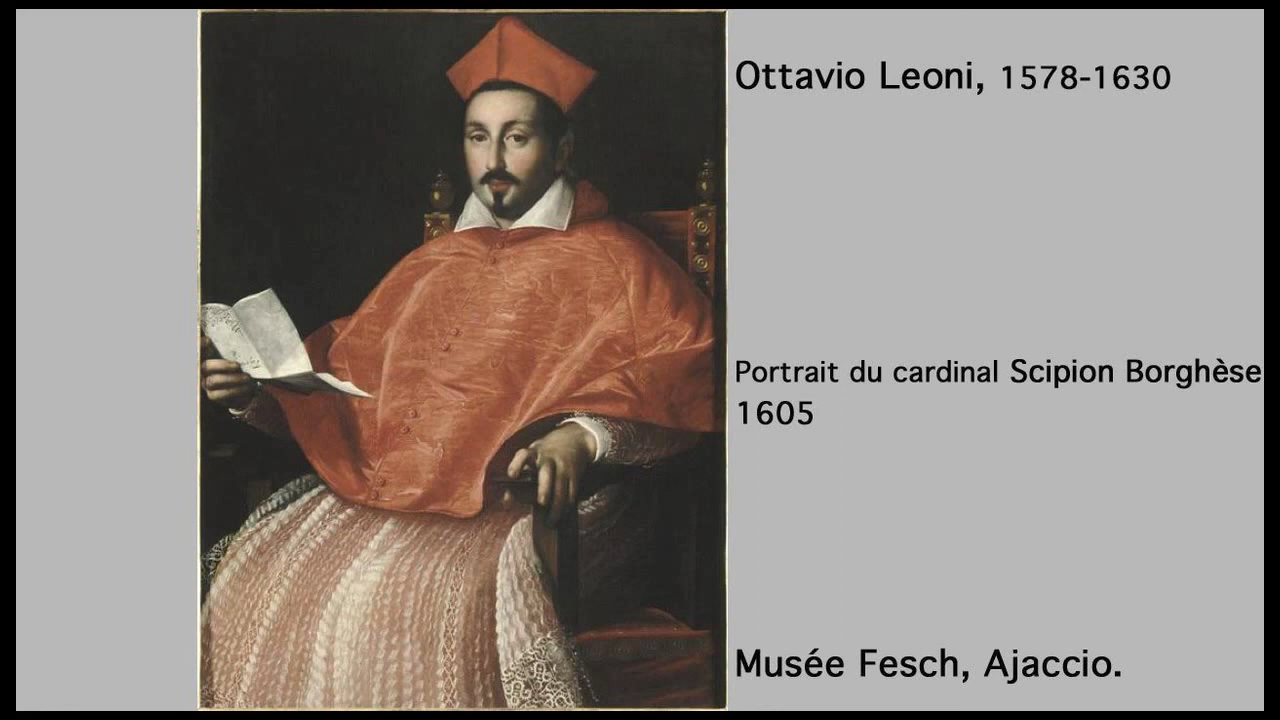 Ottavio Leoni, 1578-1630
Portrait du cardinal Scipion Borghèse
1605
Musée Fesch, Ajaccio.